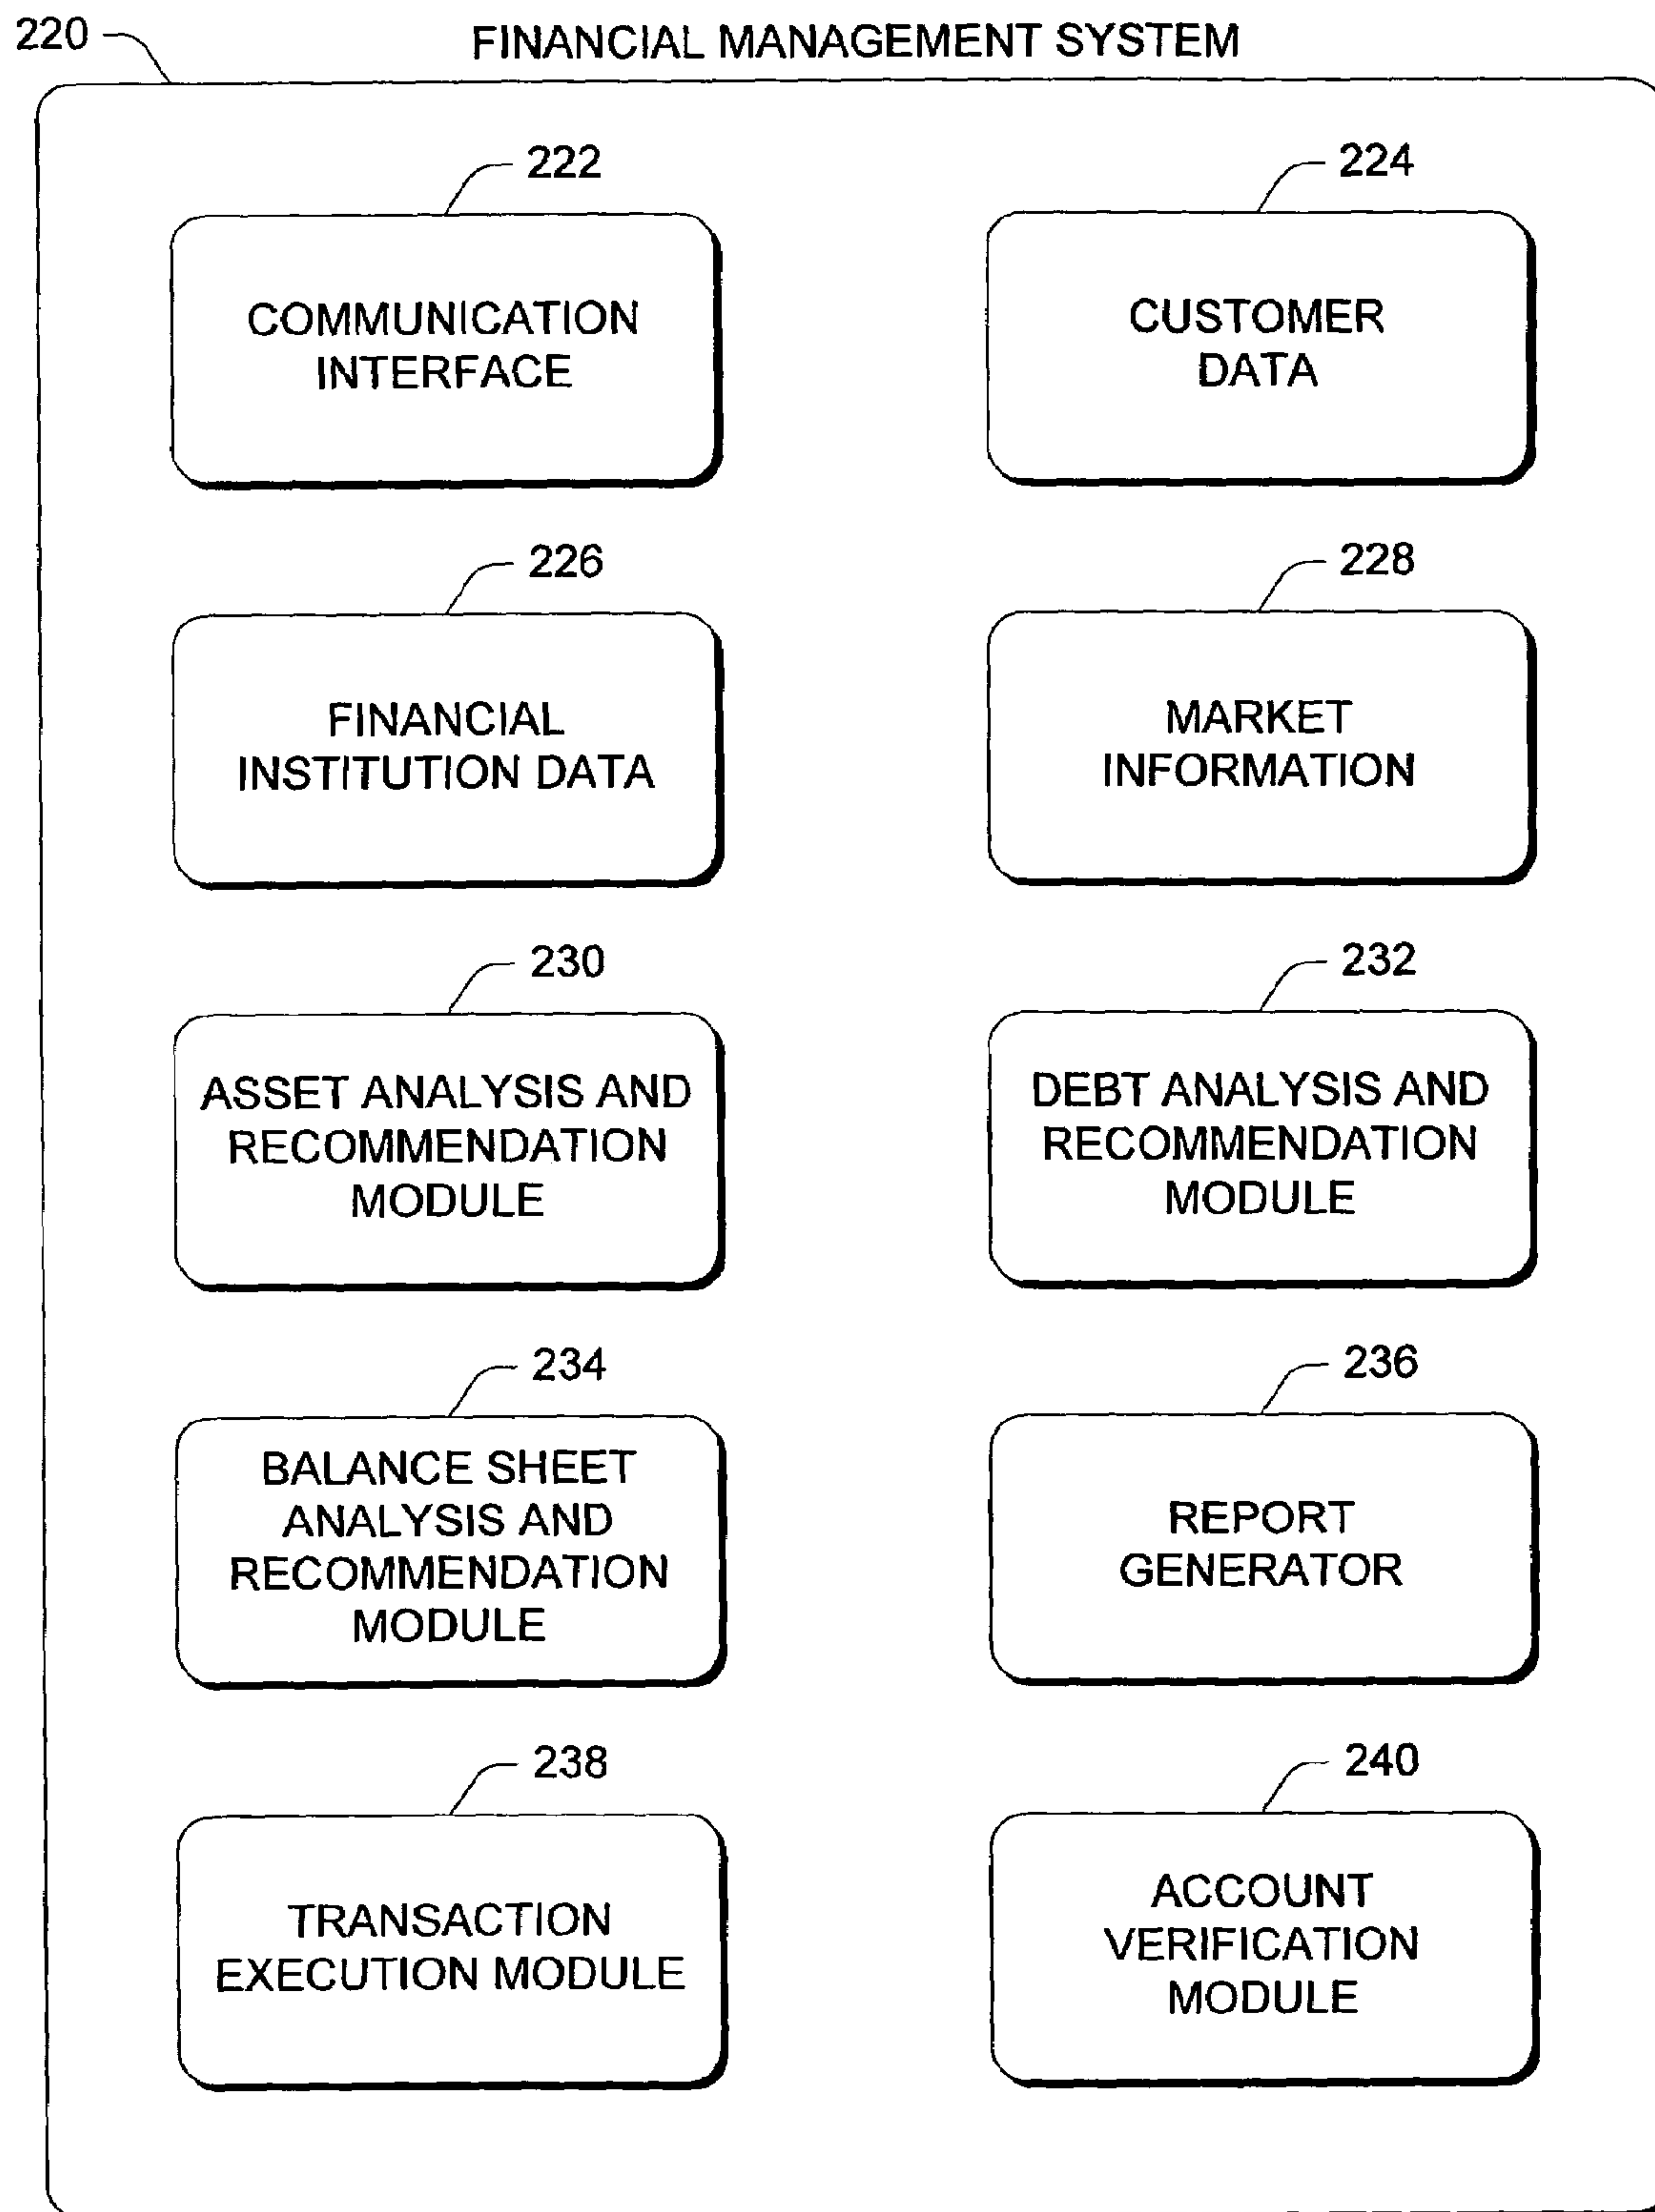 220
FINANCIAL MANAGEMENT SYSTEM
222
COMMUNICATION
INTERFACE
224
CUSTOMER
DATA
226
FINANCIAL
INSTITUTION DATA
228
MARKET
INFORMATION
230
ASSET ANALYSIS AND
RECOMMENDATION
MODULE
232
DEBT ANALYSIS AND
RECOMMENDATION
MODULE
234
BALANCE SHEET
ANALYSIS AND
RECOMMENDATION
MODULE
236
REPORT
GENERATOR
238
TRANSACTION
EXECUTION MODULE
240
ACCOUNT
VERIFICATION
MODULE